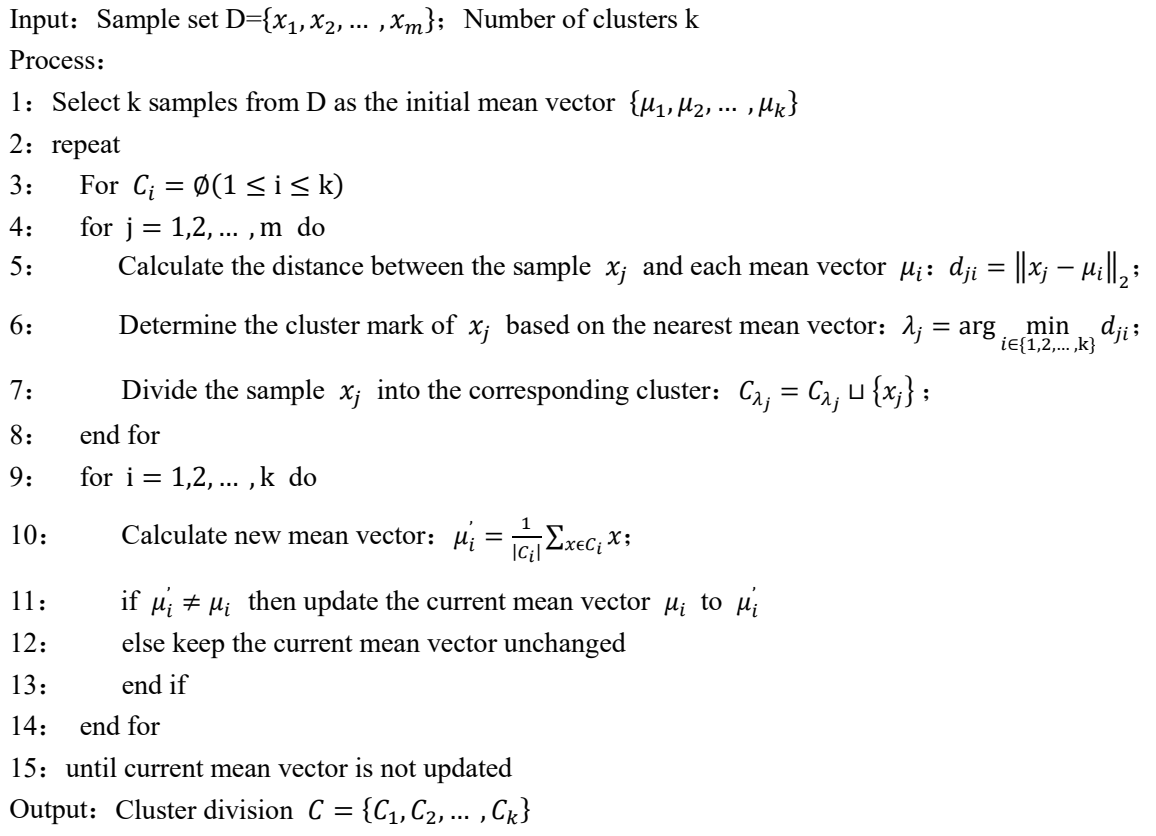 Input：Sample set D={𝑥₁, 𝑥₂, … , 𝑥ₘ}；Number of clusters k
Process：
1：Select k samples from D as the initial mean vector {𝜇₁, 𝜇₂, … , 𝜇ₖ}
2：repeat
3： For 𝐶ᵢ = ∅(1 ≤ i ≤ k)
4： for j = 1,2, … , m do
5： Calculate the distance between the sample 𝑥ⱼ and each mean vector 𝜇ᵢ：𝑑ⱼᵢ = ‖𝑥ⱼ − 𝜇ᵢ‖₂；
6： Determine the cluster mark of 𝑥ⱼ based on the nearest mean vector：𝜆ⱼ = arg min_{𝑖∈{1,2,…,k}} 𝑑ⱼᵢ；
7： Divide the sample 𝑥ⱼ into the corresponding cluster：𝐶_{𝜆ⱼ} = 𝐶_{𝜆ⱼ} ⊔ {𝑥ⱼ}；
8： end for
9： for i = 1,2, … , k do
10： Calculate new mean vector：𝜇ᵢ′ = 1/|𝐶ᵢ| ∑_{𝑥∈𝐶ᵢ} 𝑥；
11： if 𝜇ᵢ′ ≠ 𝜇ᵢ then update the current mean vector 𝜇ᵢ to 𝜇ᵢ′
12： else keep the current mean vector unchanged
13： end if
14： end for
15：until current mean vector is not updated
Output：Cluster division 𝐶 = {𝐶₁, 𝐶₂, … , 𝐶ₖ}